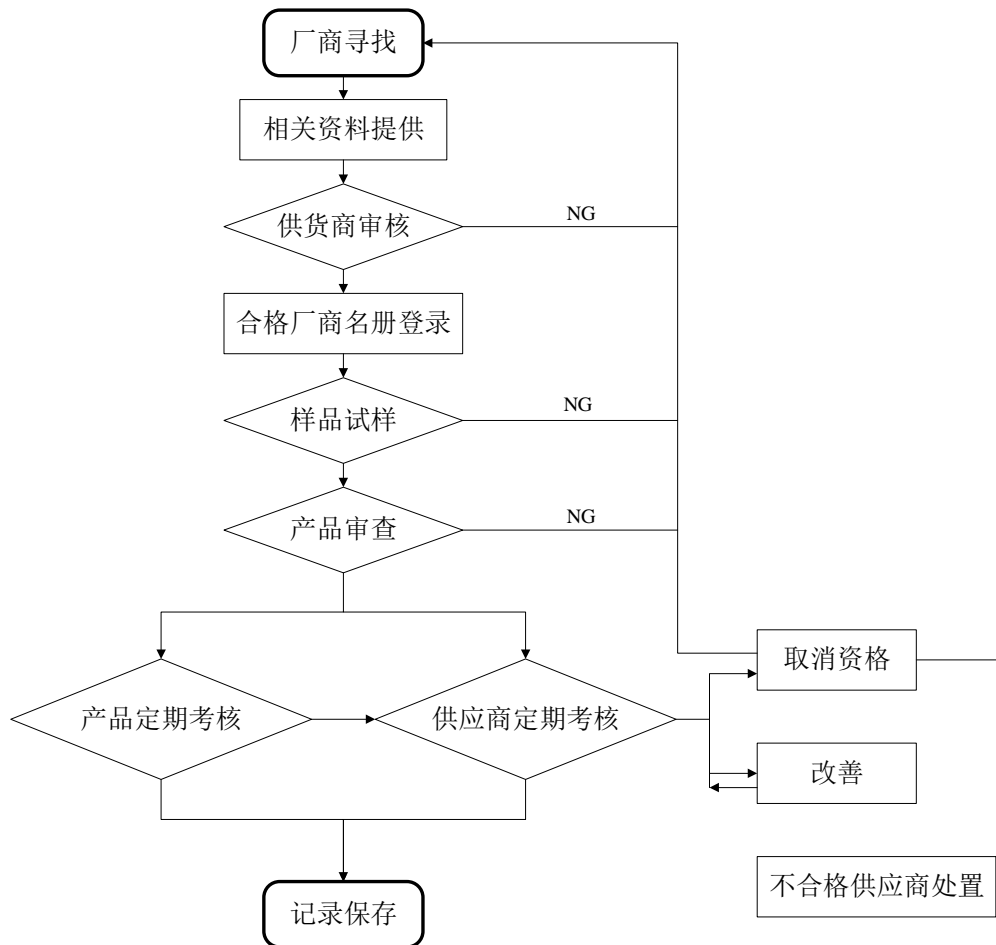 厂商寻找
相关资料提供
供货商审核
NG
合格厂商名册登录
样品试样
NG
产品审查
NG
取消资格
产品定期考核
供应商定期考核
改善
不合格供应商处置
记录保存